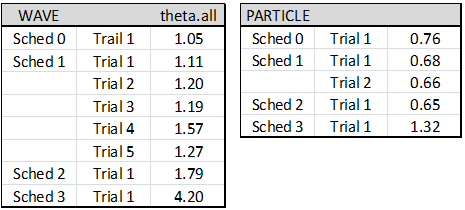 WAVE theta.all
Sched 0 Trail 1 1.05
Sched 1 Trial 1 1.11
Trial 2 1.20
Trial 3 1.19
Trial 4 1.57
Trial 5 1.27
Sched 2 Trial 1 1.79
Sched 3 Trial 1 4.20
PARTICLE
Sched 0 Trial 1 0.76
Sched 1 Trial 1 0.68
Trial 2 0.66
Sched 2 Trial 1 0.65
Sched 3 Trial 1 1.32